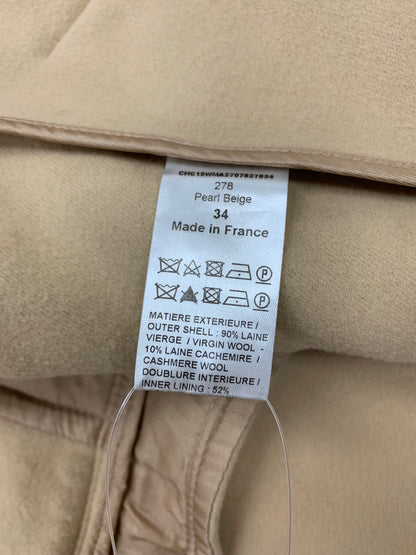 CHC18WMA2707627834
278
Pearl Beige
34
Made in France
P
P
MATIERE EXTERIEURE /
OUTER SHELL : 90% LAINE
VIERGE / VIRGIN WOOL -
10% LAINE CACHEMIRE /
CASHMERE WOOL
DOUBLURE INTERIEURE /
INNER LINING : 52%